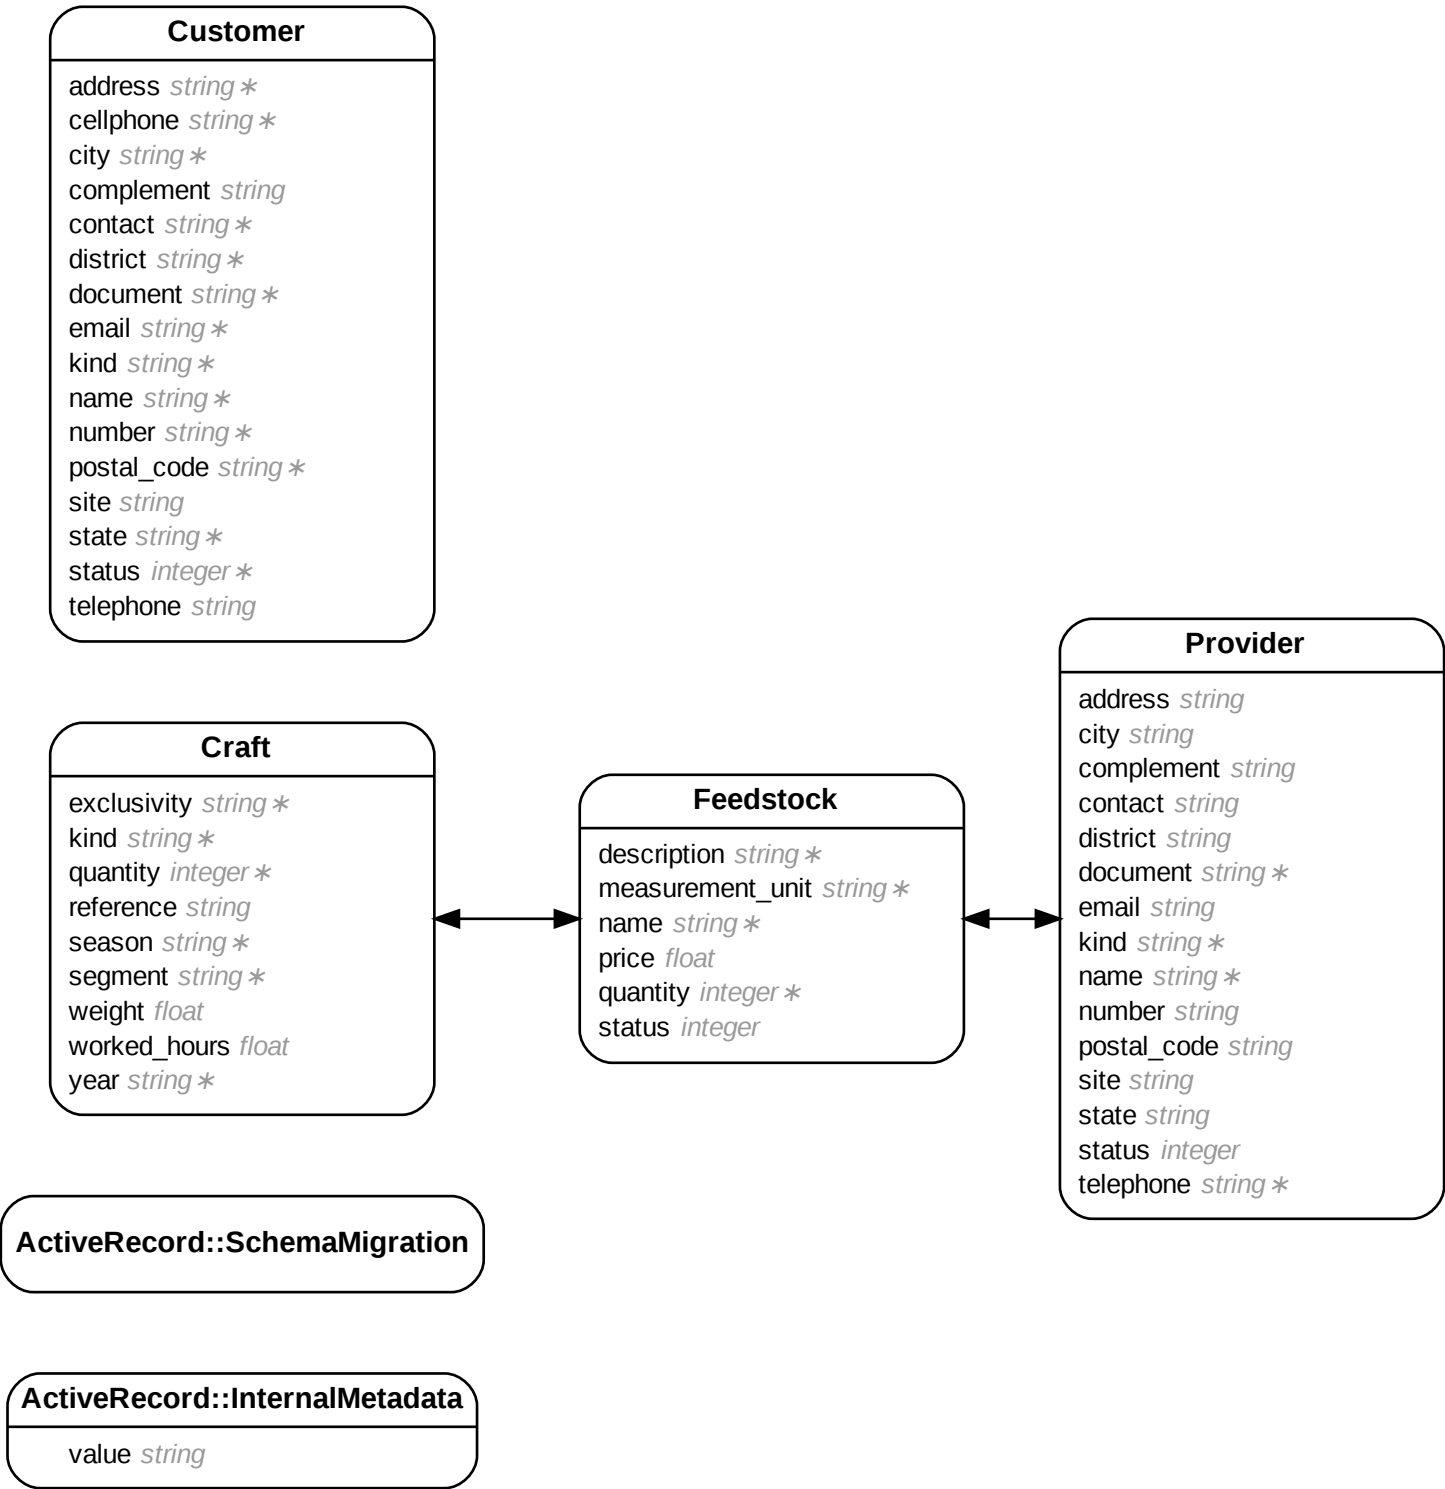 Customer
address string∗
cellphone string∗
city string∗
complement string
contact string∗
district string∗
document string∗
email string∗
kind string∗
name string∗
number string∗
postal_code string∗
site string
state string∗
status integer∗
telephone string
Craft
exclusivity string∗
kind string∗
quantity integer∗
reference string
season string∗
segment string∗
weight float
worked_hours float
year string∗
Feedstock
description string∗
measurement_unit string∗
name string∗
price float
quantity integer∗
status integer
Provider
address string
city string
complement string
contact string
district string
document string∗
email string
kind string∗
name string∗
number string
postal_code string
site string
state string
status integer
telephone string∗
ActiveRecord::SchemaMigration
ActiveRecord::InternalMetadata
value string